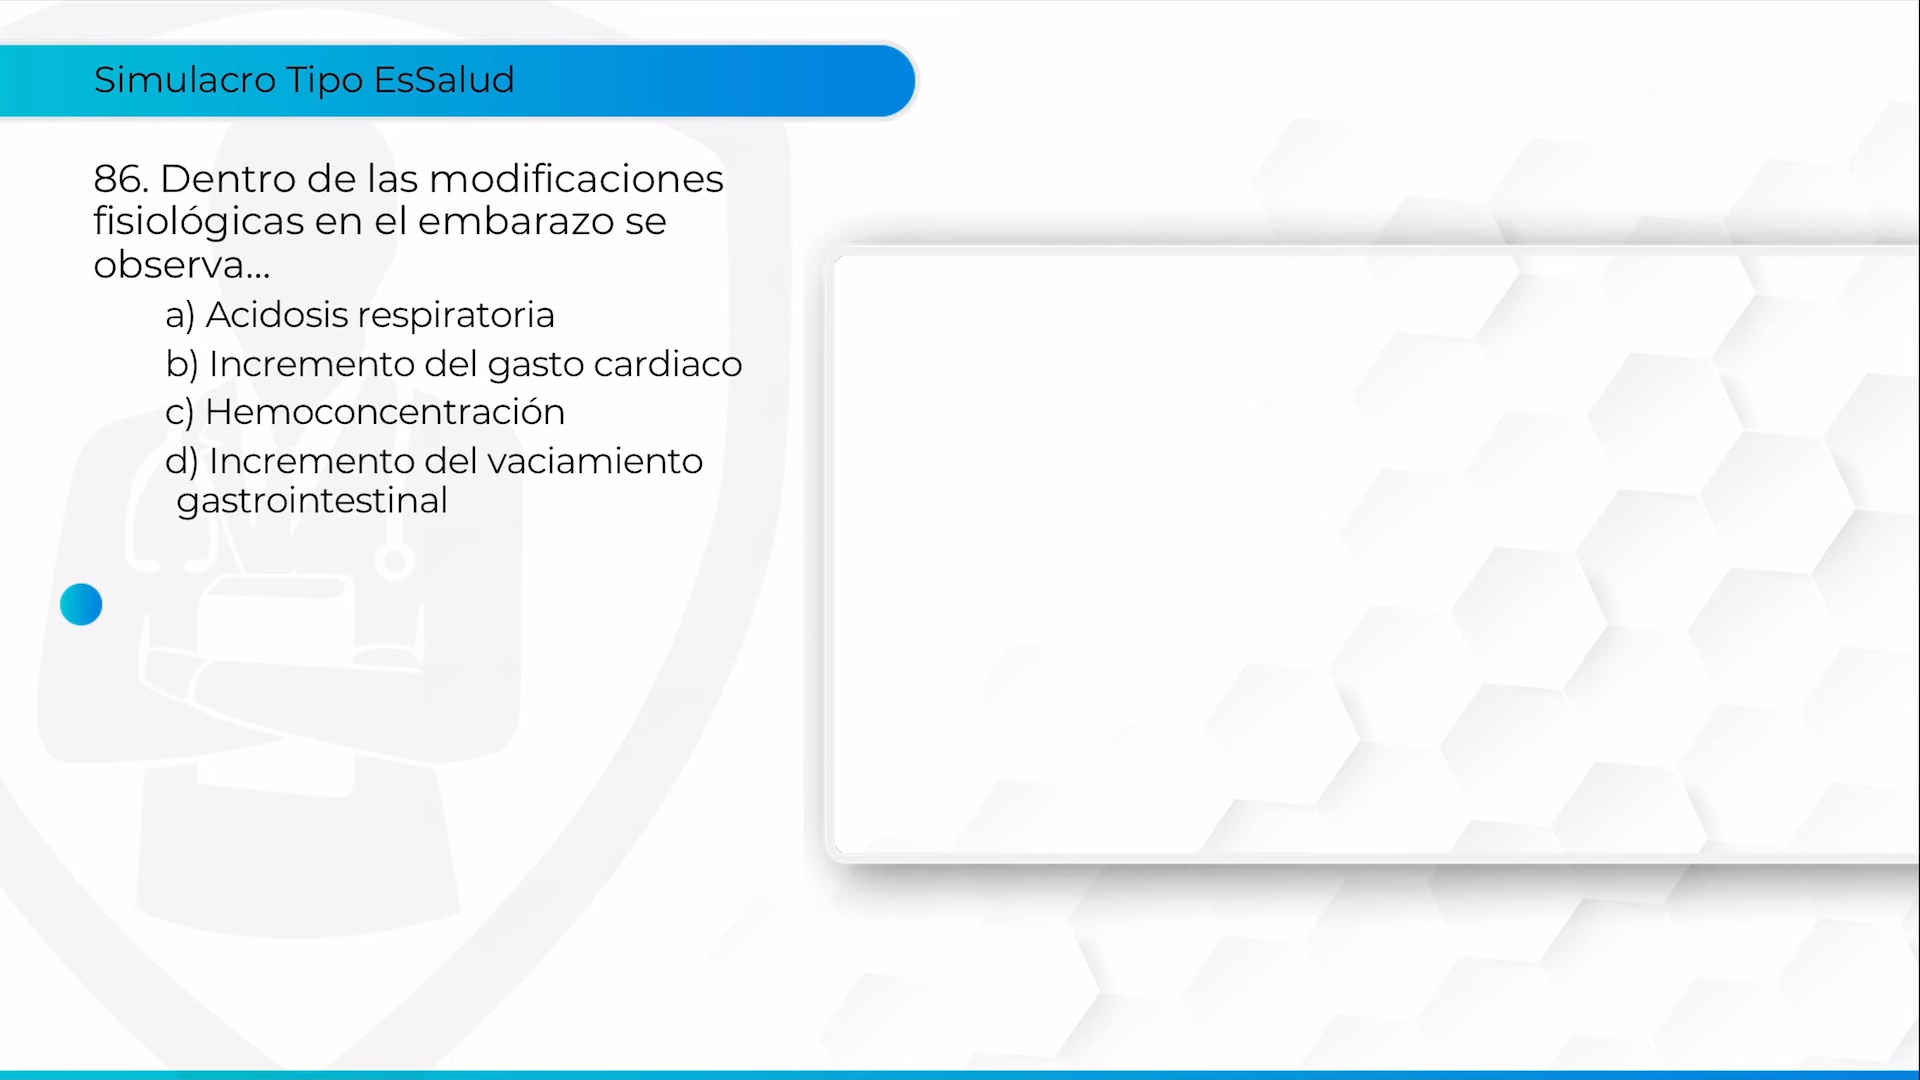 Simulacro Tipo EsSalud
86. Dentro de las modificaciones
fisiológicas en el embarazo se
observa...
a) Acidosis respiratoria
b) Incremento del gasto cardiaco
c) Hemoconcentración
d) Incremento del vaciamiento
gastrointestinal